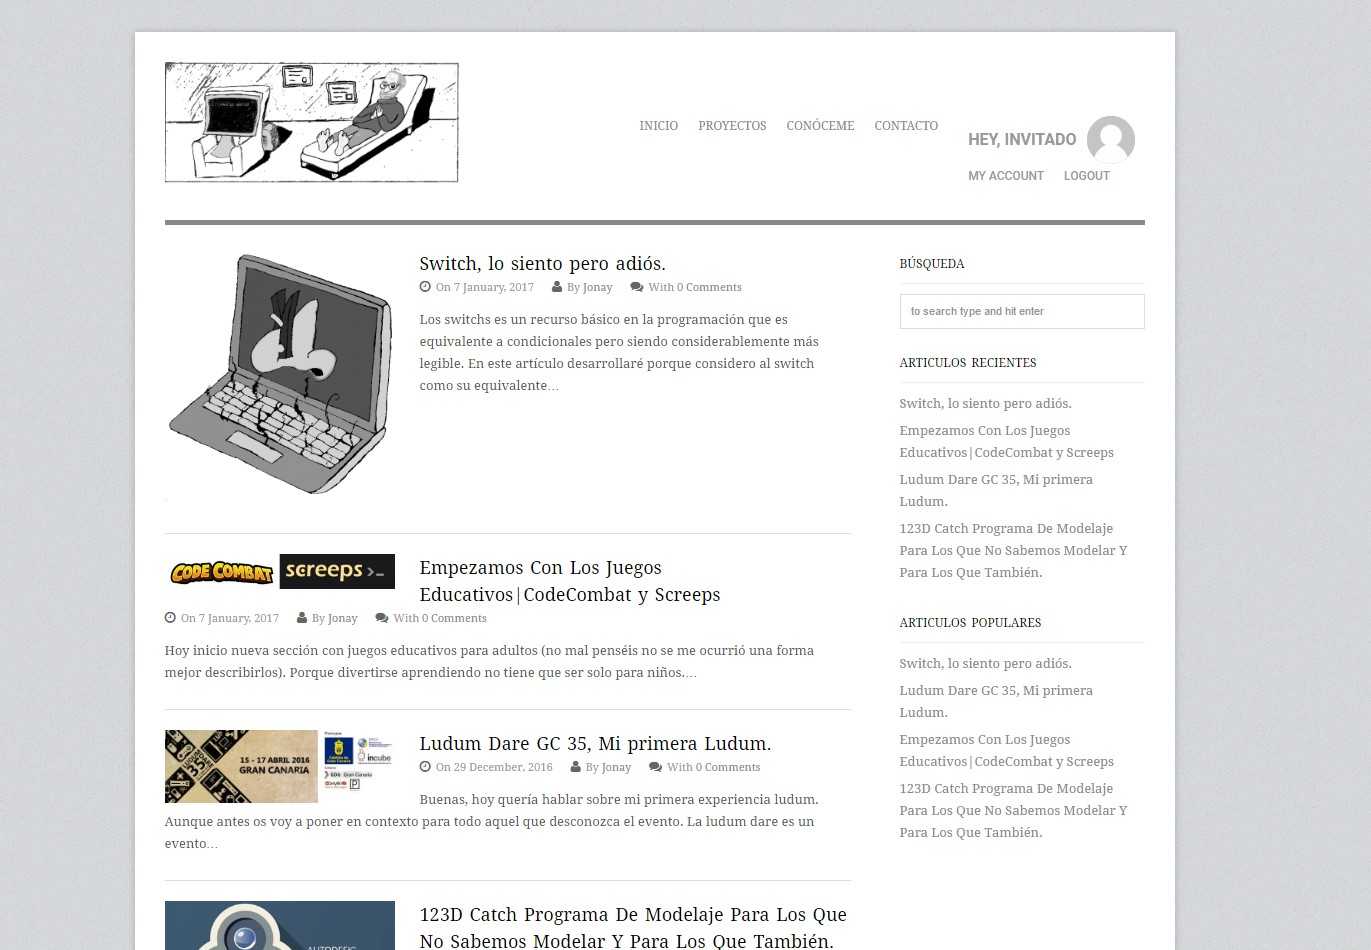 INICIO PROYECTOS CONÓCEME CONTACTO
HEY, INVITADO
MY ACCOUNT LOGOUT
Switch, lo siento pero adiós.
On 7 January, 2017 By Jonay With 0 Comments
Los switchs es un recurso básico en la programación que es
equivalente a condicionales pero siendo considerablemente más
legible. En este artículo desarrollaré porque considero al switch
como su equivalente…
CODE COMBAT screeps >_
Empezamos Con Los Juegos
Educativos|CodeCombat y Screeps
On 7 January, 2017 By Jonay With 0 Comments
Hoy inicio nueva sección con juegos educativos para adultos (no mal penséis no se me ocurrió una forma
mejor describirlos). Porque divertirse aprendiendo no tiene que ser solo para niños.…
15 - 17 ABRIL 2016
GRAN CANARIA
incube
Ludum Dare GC 35, Mi primera Ludum.
On 29 December, 2016 By Jonay With 0 Comments
Buenas, hoy quería hablar sobre mi primera experiencia ludum.
Aunque antes os voy a poner en contexto para todo aquel que desconozca el evento. La ludum dare es un
evento…
AUTODESK
123D Catch Programa De Modelaje Para Los Que
No Sabemos Modelar Y Para Los Que También.
BÚSQUEDA
to search type and hit enter
ARTICULOS RECIENTES
Switch, lo siento pero adiós.
Empezamos Con Los Juegos
Educativos|CodeCombat y Screeps
Ludum Dare GC 35, Mi primera
Ludum.
123D Catch Programa De Modelaje
Para Los Que No Sabemos Modelar Y
Para Los Que También.
ARTICULOS POPULARES
Switch, lo siento pero adiós.
Ludum Dare GC 35, Mi primera
Ludum.
Empezamos Con Los Juegos
Educativos|CodeCombat y Screeps
123D Catch Programa De Modelaje
Para Los Que No Sabemos Modelar Y
Para Los Que También.